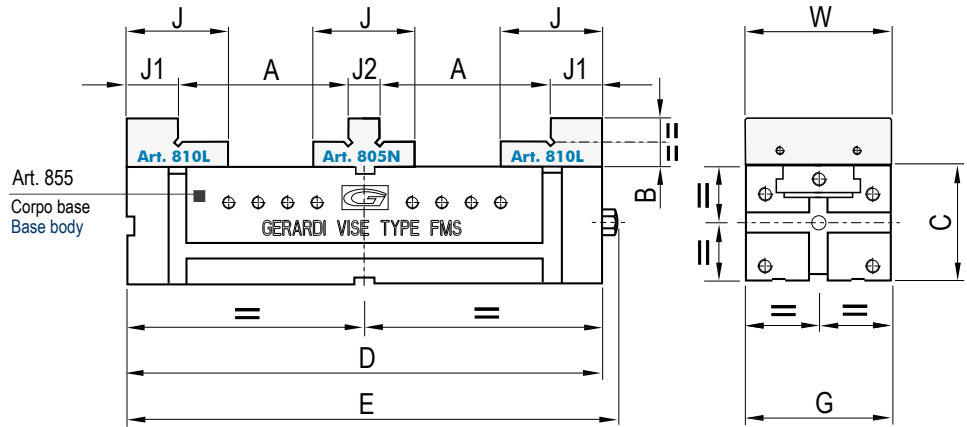 J J J W
J1 A J2 A J1
Art. 810L Art. 805N Art. 810L
B
Art. 855
Corpo base
Base body
G
GERARDI VISE TYPE FMS
C
= =
= =
= =
= =
D
E G